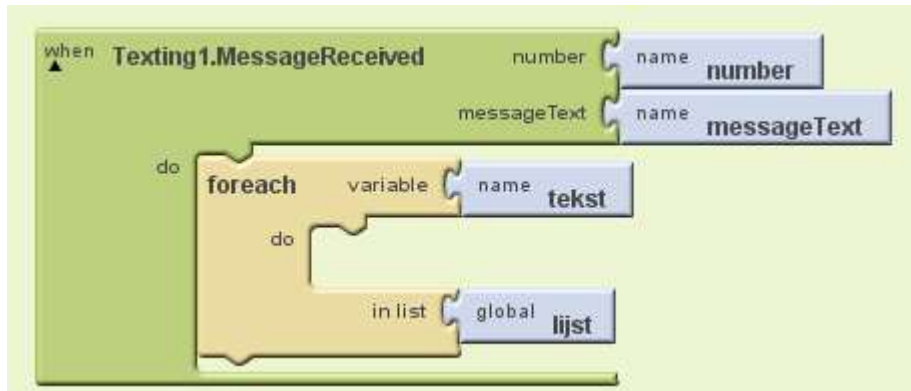 when Texting1.MessageReceived number name number
messageText name messageText
do foreach variable name tekst
do
in list global lijst